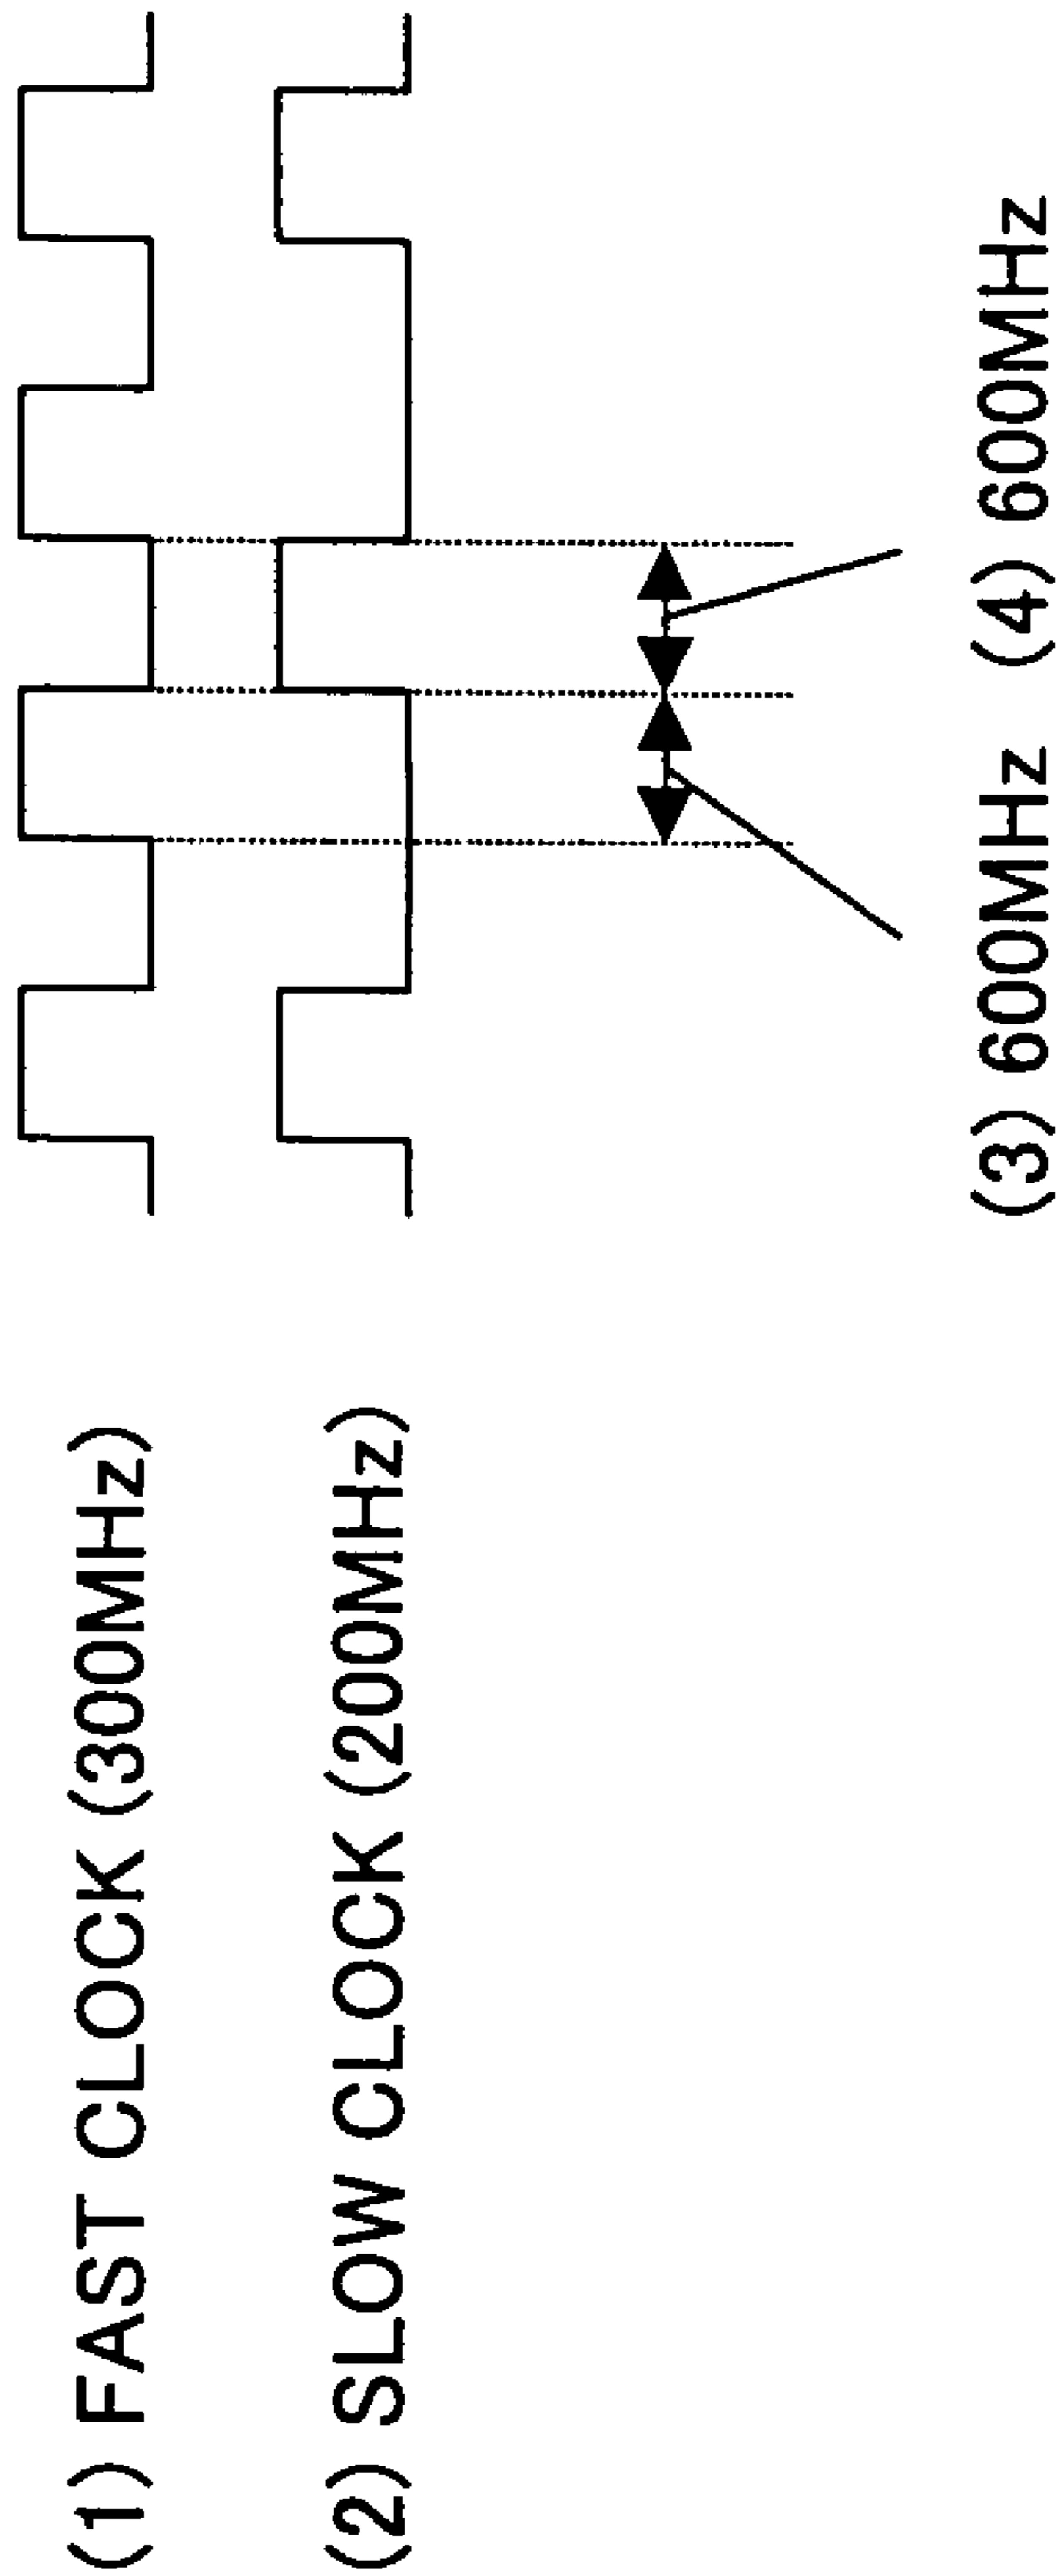 (1) FAST CLOCK (300MHz)
(2) SLOW CLOCK (200MHz)
(3) 600MHz (4) 600MHz